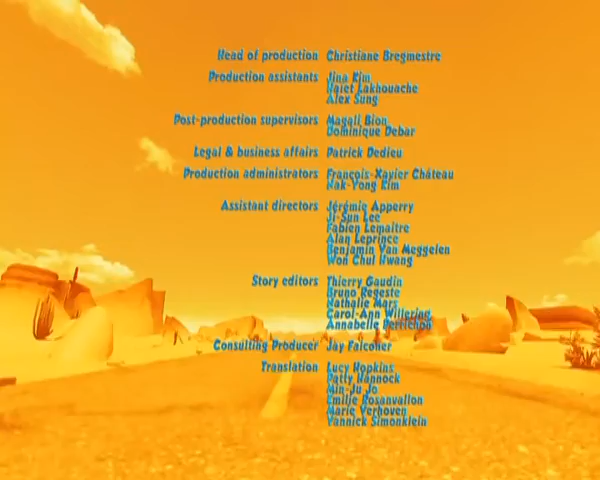 Head of production Christiane Bregmestre
Production assistants Jina Kim
Haiet Lakhouache
Alex Sung
Post-production supervisors Magali Bion
Dominique Debar
Legal & business affairs Patrick Dedieu
Production administrators François-Xavier Château
Nak-Yong Kim
Assistant directors Jérémie Apperry
Ji-Sun Lee
Fabien Lemaître
Alan Leprince
Benjamin Van Meggelen
Won Chul Hwang
Story editors Thierry Gaudin
Bruno Regeste
Nathalie Mars
Carol-Ann Willering
Annabelle Perrichon
Consulting Producer Jay Falconer
Translation Lucy Hopkins
Patty Hannock
Min-Ju Jo
Emilie Rosanvallon
Marie Verhoven
Yannick Simonklein